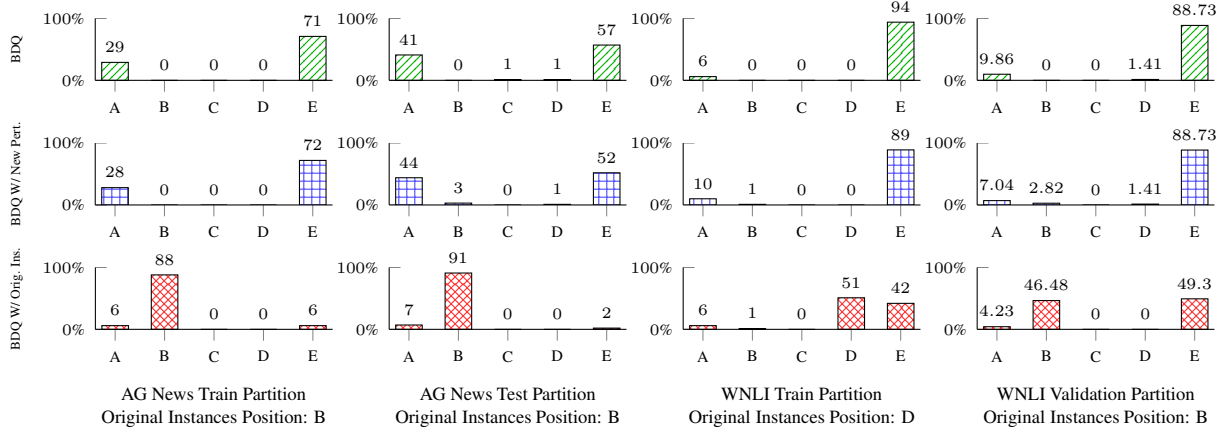 BDQ
100% 29 0 0 0 71 0%
A B C D E
100% 41 0 1 1 57 0%
A B C D E
100% 6 0 0 0 94 0%
A B C D E
100% 9.86 0 0 1.41 88.73 0%
A B C D E
BDQ W/ New Pert.
100% 28 0 0 0 72 0%
A B C D E
100% 44 3 0 1 52 0%
A B C D E
100% 10 1 0 0 89 0%
A B C D E
100% 7.04 2.82 0 1.41 88.73 0%
A B C D E
BDQ W/ Orig. Ins.
100% 6 88 0 0 6 0%
A B C D E
100% 7 91 0 0 2 0%
A B C D E
100% 6 1 0 51 42 0%
A B C D E
100% 4.23 46.48 0 0 49.3 0%
A B C D E
AG News Train Partition
Original Instances Position: B
AG News Test Partition
Original Instances Position: B
WNLI Train Partition
Original Instances Position: D
WNLI Validation Partition
Original Instances Position: B